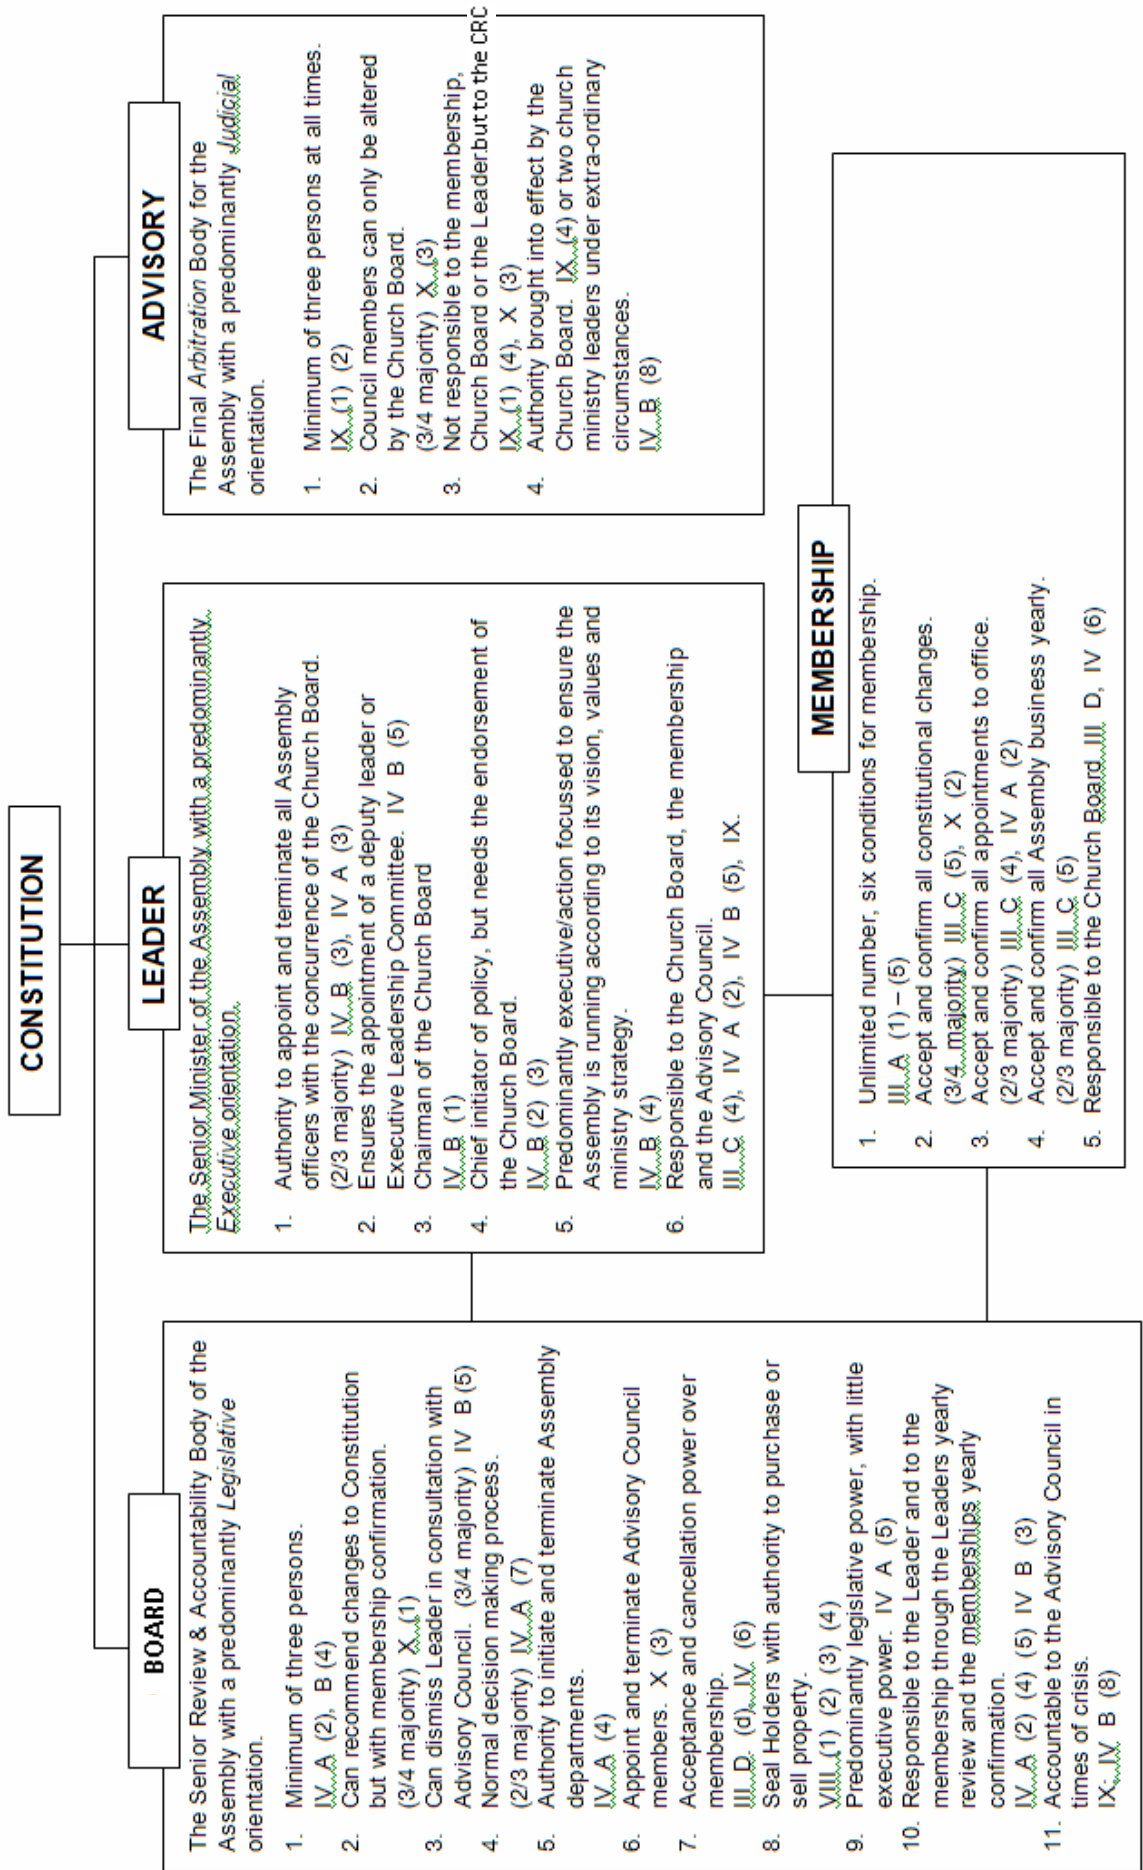 CONSTITUTION
BOARD
The Senior Review & Accountability Body of the
Assembly with a predominantly Legislative
orientation.
1. Minimum of three persons.
IV A (2), B (4)
2. Can recommend changes to Constitution
but with membership confirmation.
(3/4 majority) X (1)
3. Can dismiss Leader in consultation with
Advisory Council. (3/4 majority) IV B (5)
4. Normal decision making process.
(2/3 majority) IV A (7)
5. Authority to initiate and terminate Assembly
departments.
IV A (4)
6. Appoint and terminate Advisory Council
members. X (3)
7. Acceptance and cancellation power over
membership.
III D (d), IV (6)
8. Seal Holders with authority to purchase or
sell property.
VIII (1) (2) (3) (4)
9. Predominantly legislative power, with little
executive power. IV A (5)
10. Responsible to the Leader and to the
membership through the Leaders yearly
review and the memberships yearly
confirmation.
IV A (2) (4) (5) IV B (3)
11. Accountable to the Advisory Council in
times of crisis.
IX; IV B (8)
LEADER
The Senior Minister of the Assembly with a predominantly
Executive orientation.
1. Authority to appoint and terminate all Assembly
officers with the concurrence of the Church Board.
(2/3 majority) IV B (3), IV A (3)
2. Ensures the appointment of a deputy leader or
Executive Leadership Committee. IV B (5)
3. Chairman of the Church Board
IV B (1)
4. Chief initiator of policy, but needs the endorsement of
the Church Board.
IV B (2) (3)
5. Predominantly executive/action focussed to ensure the
Assembly is running according to its vision, values and
ministry strategy.
IV B (4)
6. Responsible to the Church Board, the membership
and the Advisory Council.
III C (4), IV A (2), IV B (5), IX.
ADVISORY
The Final Arbitration Body for the
Assembly with a predominantly Judicial
orientation.
1. Minimum of three persons at all times.
IX (1) (2)
2. Council members can only be altered
by the Church Board.
(3/4 majority) X (3)
3. Not responsible to the membership,
Church Board or the Leader but to the CRC
IX (1) (4), X (3)
4. Authority brought into effect by the
Church Board. IX (4) or two church
ministry leaders under extra-ordinary
circumstances.
IV B (8)
MEMBERSHIP
1. Unlimited number, six conditions for membership.
III A (1) – (5)
2. Accept and confirm all constitutional changes.
(3/4 majority) III C (5), X (2)
3. Accept and confirm all appointments to office.
(2/3 majority) III C (4), IV A (2)
4. Accept and confirm all Assembly business yearly.
(2/3 majority) III C (5)
5. Responsible to the Church Board III D, IV (6)